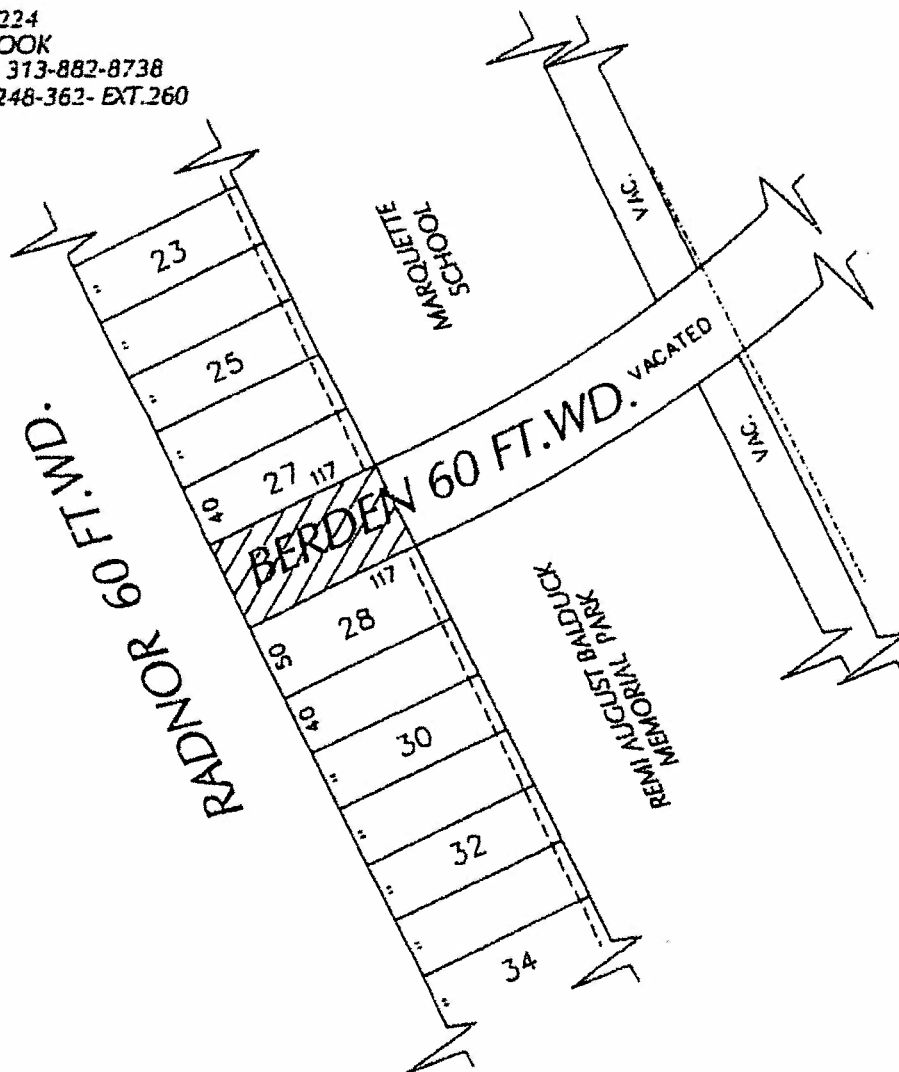 224
OOK
313-882-8738
248-362- EXT.260
VAC.
MARQUETTE
SCHOOL
23
"
"
25
"
"
VACATED
27 117
40
BERDEN 60 FT.WD.
RADNOR 60 FT.WD.
VAC.
117
28
50
REMI AUGUST BALDUCK
MEMORIAL PARK
40
30
"
"
32
"
"
34
"